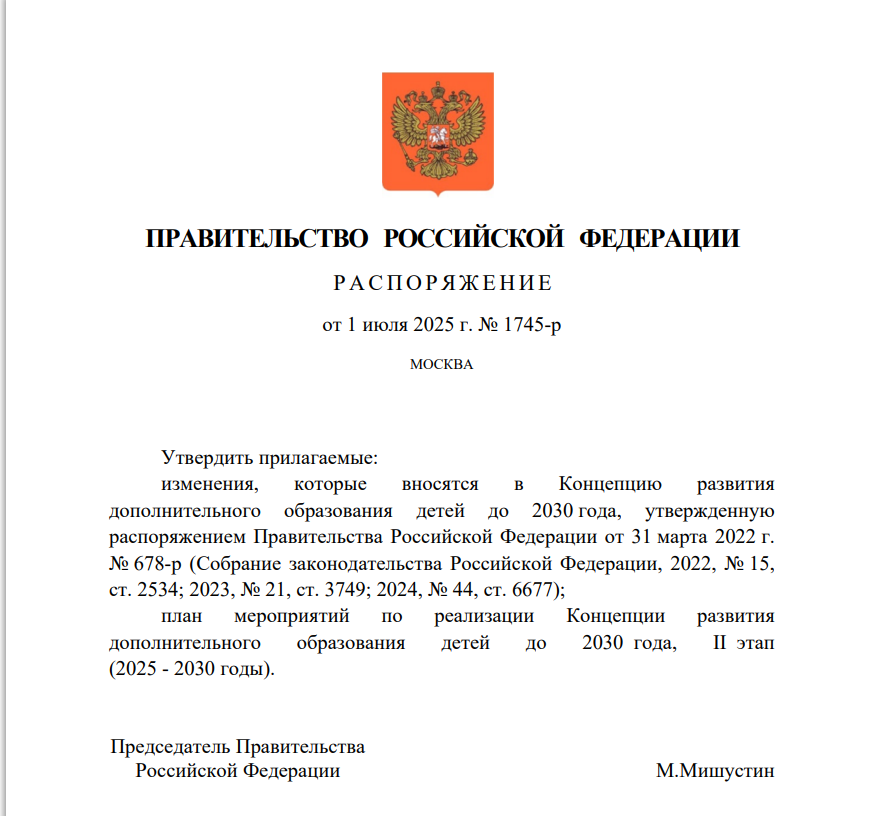 ПРАВИТЕЛЬСТВО РОССИЙСКОЙ ФЕДЕРАЦИИ
РАСПОРЯЖЕНИЕ
от 1 июля 2025 г. № 1745-р
МОСКВА
Утвердить прилагаемые:
изменения, которые вносятся в Концепцию развития
дополнительного образования детей до 2030 года, утвержденную
распоряжением Правительства Российской Федерации от 31 марта 2022 г.
№ 678-р (Собрание законодательства Российской Федерации, 2022, № 15,
ст. 2534; 2023, № 21, ст. 3749; 2024, № 44, ст. 6677);
план мероприятий по реализации Концепции развития
дополнительного образования детей до 2030 года, II этап
(2025 - 2030 годы).
Председатель Правительства
Российской Федерации М.Мишустин